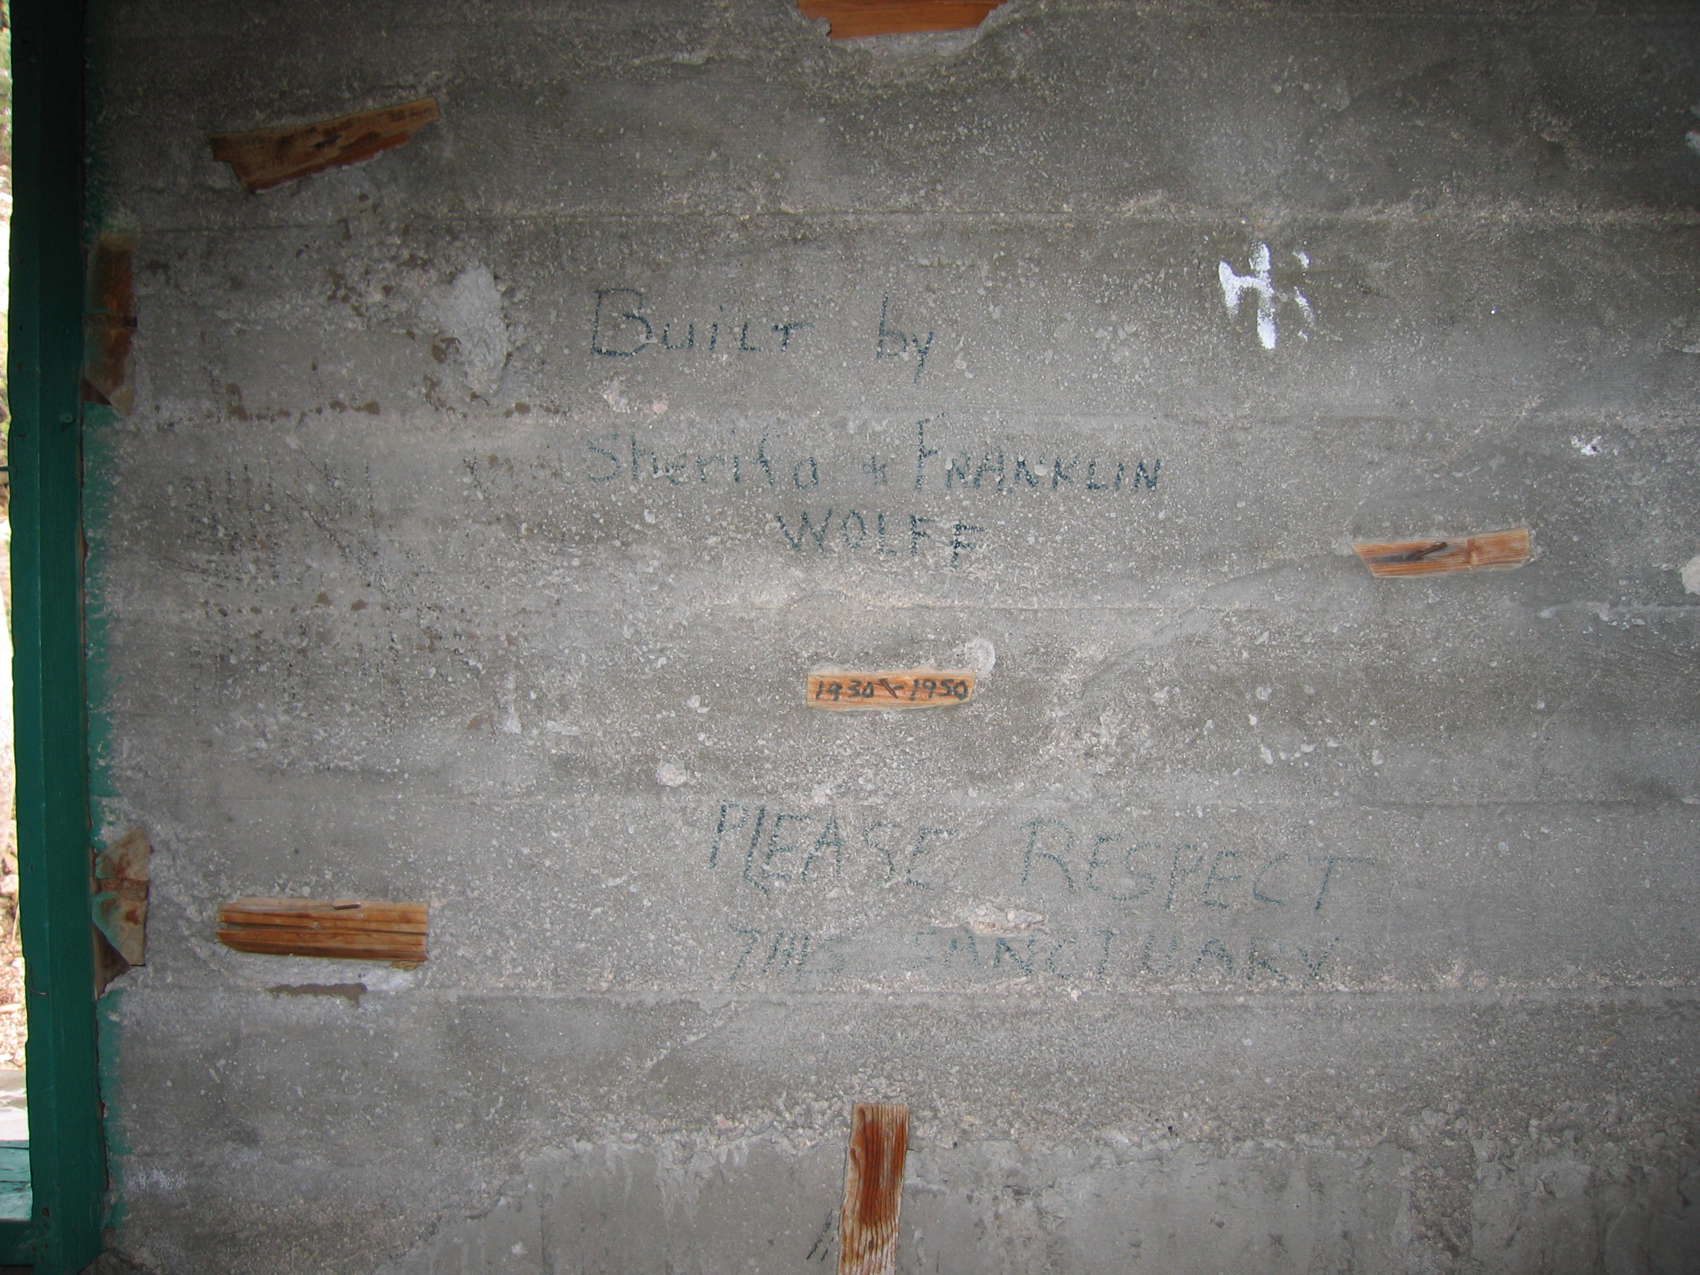 Built by
Sherifa & FRANKLIN
WOLFF
1930-1950
PLEASE RESPECT
THIS SANCTUARY